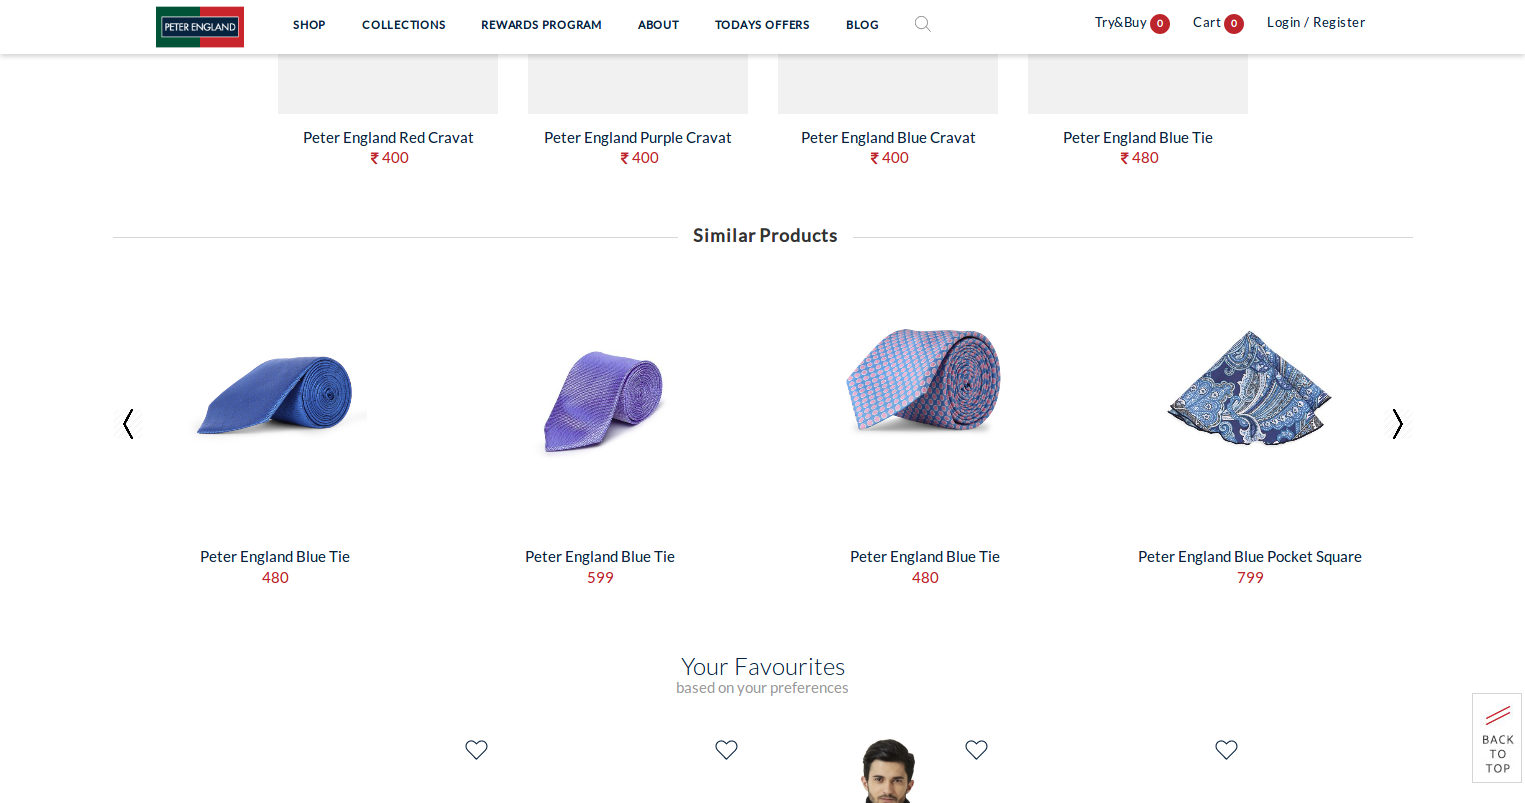 PETER ENGLAND
SHOP COLLECTIONS REWARDS PROGRAM ABOUT TODAYS OFFERS BLOG
Try&Buy 0 Cart 0 Login / Register
Peter England Red Cravat
₹ 400
Peter England Purple Cravat
₹ 400
Peter England Blue Cravat
₹ 400
Peter England Blue Tie
₹ 480
Similar Products
Peter England Blue Tie
480
Peter England Blue Tie
599
Peter England Blue Tie
480
Peter England Blue Pocket Square
799
Your Favourites
based on your preferences
BACK
TO
TOP